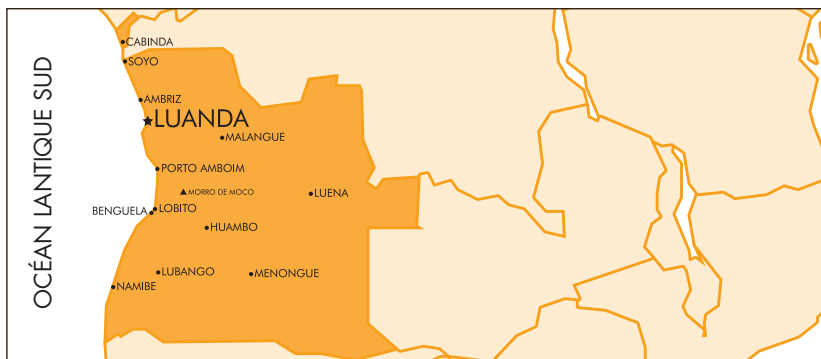 OCÉAN LANTIQUE SUD
CABINDA
SOYO
AMBRIZ
LUANDA
MALANGUE
PORTO AMBOIM
MORRO DE MOCO
LUENA
BENGUELA
LOBITO
HUAMBO
LUBANGO
MENONGUE
NAMIBE